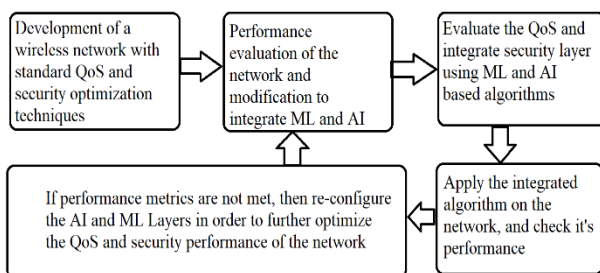 Development of a
wireless network with
standard QoS and
security optimization
techniques
Performance
evaluation of the
network and
modification to
integrate ML and AI
Evaluate the QoS and
integrate security layer
using ML and AI
based algorithms
Apply the integrated
algorithm on the
network, and check it's
performance
If performance metrics are not met, then re-configure
the AI and ML Layers in order to further optimize
the QoS and security performance of the network